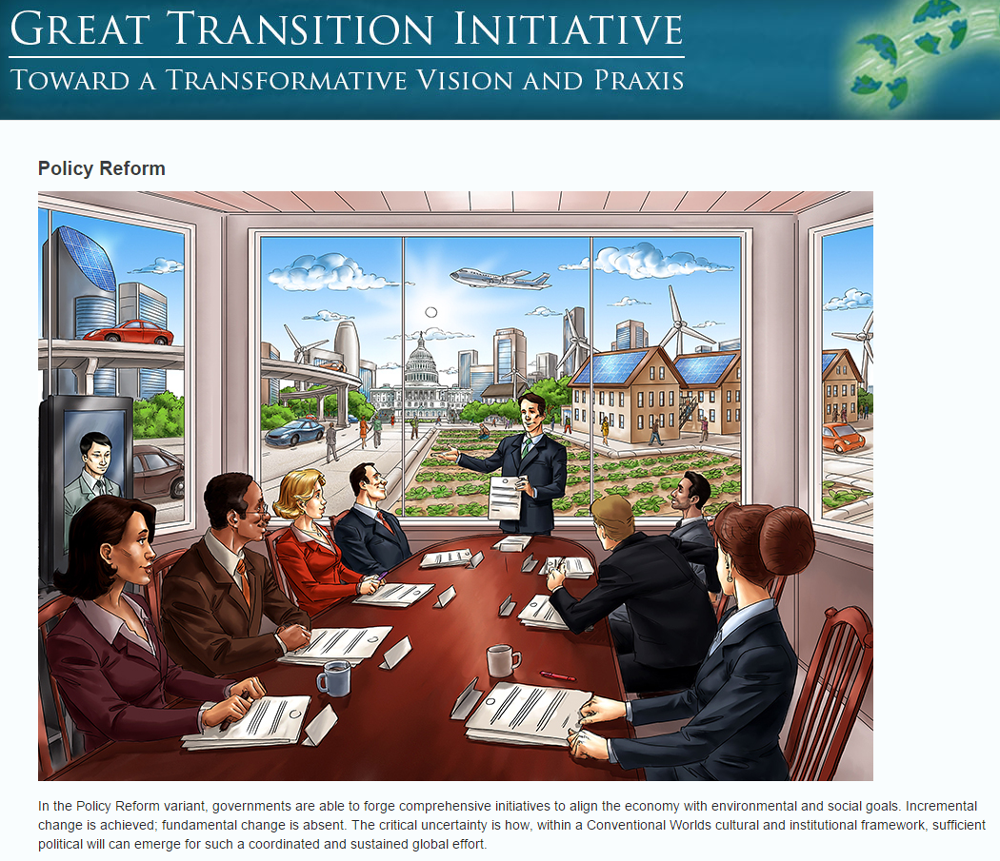 GREAT TRANSITION INITIATIVE
TOWARD A TRANSFORMATIVE VISION AND PRAXIS
Policy Reform
In the Policy Reform variant, governments are able to forge comprehensive initiatives to align the economy with environmental and social goals. Incremental
change is achieved; fundamental change is absent. The critical uncertainty is how, within a Conventional Worlds cultural and institutional framework, sufficient
political will can emerge for such a coordinated and sustained global effort.